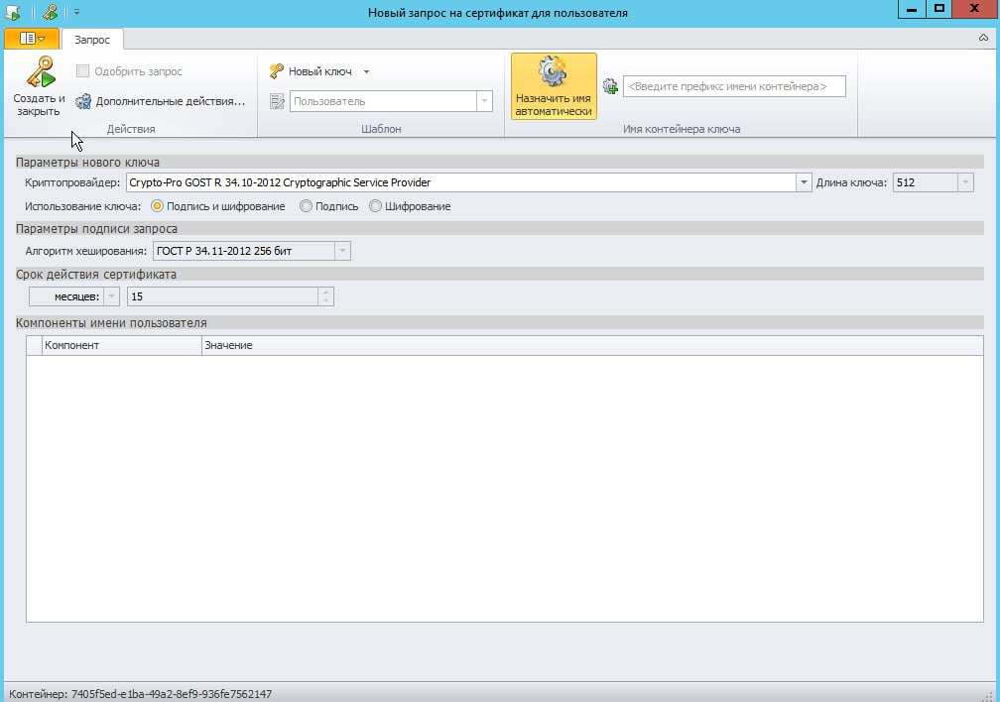 Новый запрос на сертификат для пользователя
Запрос
Создать и закрыть
Одобрить запрос
Дополнительные действия...
Действия
Новый ключ
Пользователь
Шаблон
Назначить имя автоматически
<Введите префикс имени контейнера>
Имя контейнера ключа
Параметры нового ключа
Криптопровайдер: Crypto-Pro GOST R 34.10-2012 Cryptographic Service Provider Длина ключа: 512
Использование ключа: Подпись и шифрование Подпись Шифрование
Параметры подписи запроса
Алгоритм хеширования: ГОСТ Р 34.11-2012 256 бит
Срок действия сертификата
месяцев: 15
Компоненты имени пользователя
Компонент Значение
Контейнер: 7405f5ed-e1ba-49a2-8ef9-936fe7562147